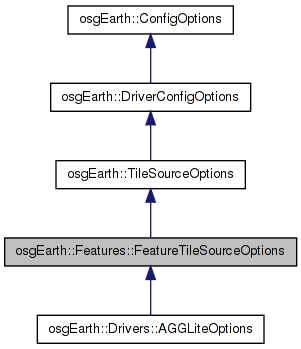 osgEarth::ConfigOptions
osgEarth::DriverConfigOptions
osgEarth::TileSourceOptions
osgEarth::Features::FeatureTileSourceOptions
osgEarth::Drivers::AGGLiteOptions